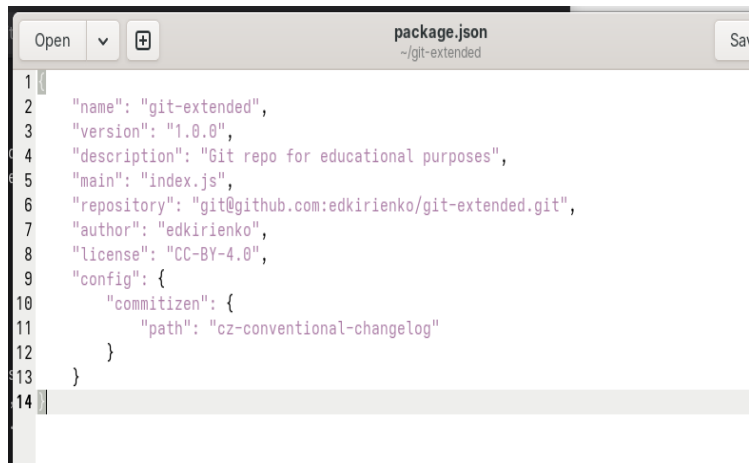 Open
package.json
Sav
~/git-extended
1 {
2 "name": "git-extended",
3 "version": "1.0.0",
4 "description": "Git repo for educational purposes",
5 "main": "index.js",
6 "repository": "git@github.com:edkirienko/git-extended.git",
7 "author": "edkirienko",
8 "license": "CC-BY-4.0",
9 "config": {
10 "commitizen": {
11 "path": "cz-conventional-changelog"
12 }
13 }
14 }